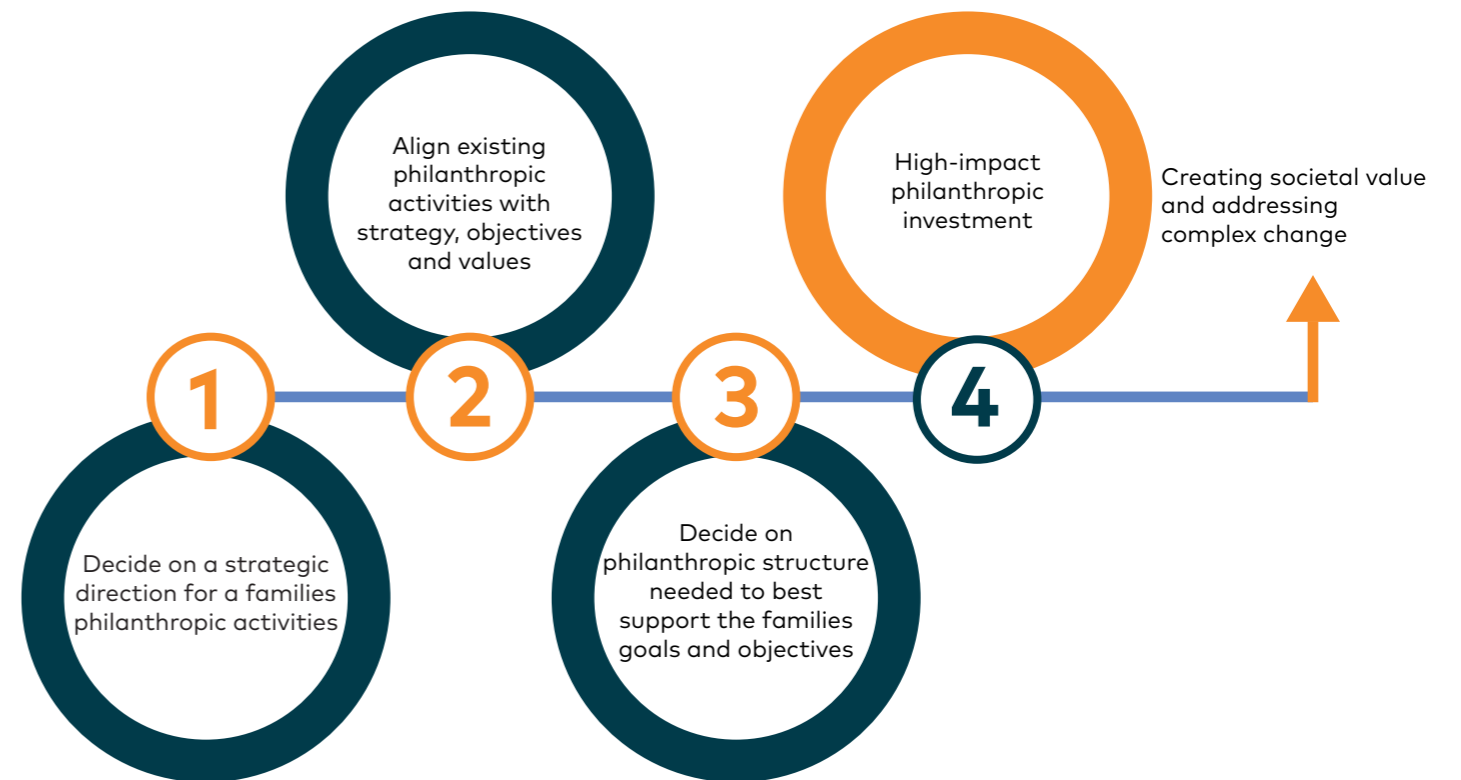 1
Decide on a strategic
direction for a families
philanthropic activities
2
Align existing
philanthropic
activities with
strategy, objectives
and values
3
Decide on
philanthropic structure
needed to best
support the families
goals and objectives
4
High-impact
philanthropic
investment
Creating societal value
and addressing
complex change